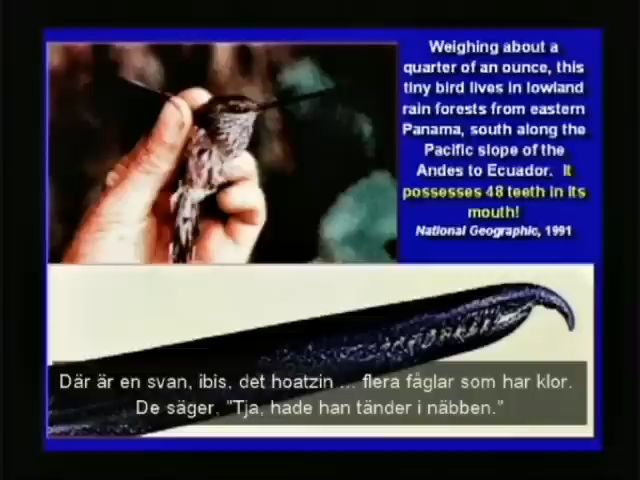 Weighing about a
quarter of an ounce, this
tiny bird lives in lowland
rain forests from eastern
Panama, south along the
Pacific slope of the
Andes to Ecuador. It
possesses 48 teeth in its
mouth!
National Geographic, 1991
Där är en svan, ibis, det hoatzin ... flera fåglar som har klor.
De säger, "Tja, hade han tänder i näbben."